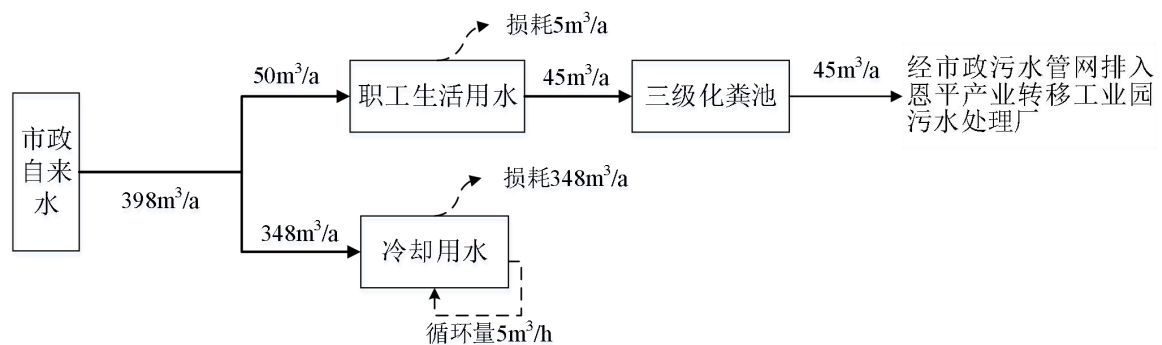 损耗5m³/a
50m³/a
职工生活用水
45m³/a
三级化粪池
45m³/a
经市政污水管网排入
恩平产业转移工业园
污水处理厂
市政
自来
水
398m³/a
损耗348m³/a
348m³/a
冷却用水
循环量5m³/h